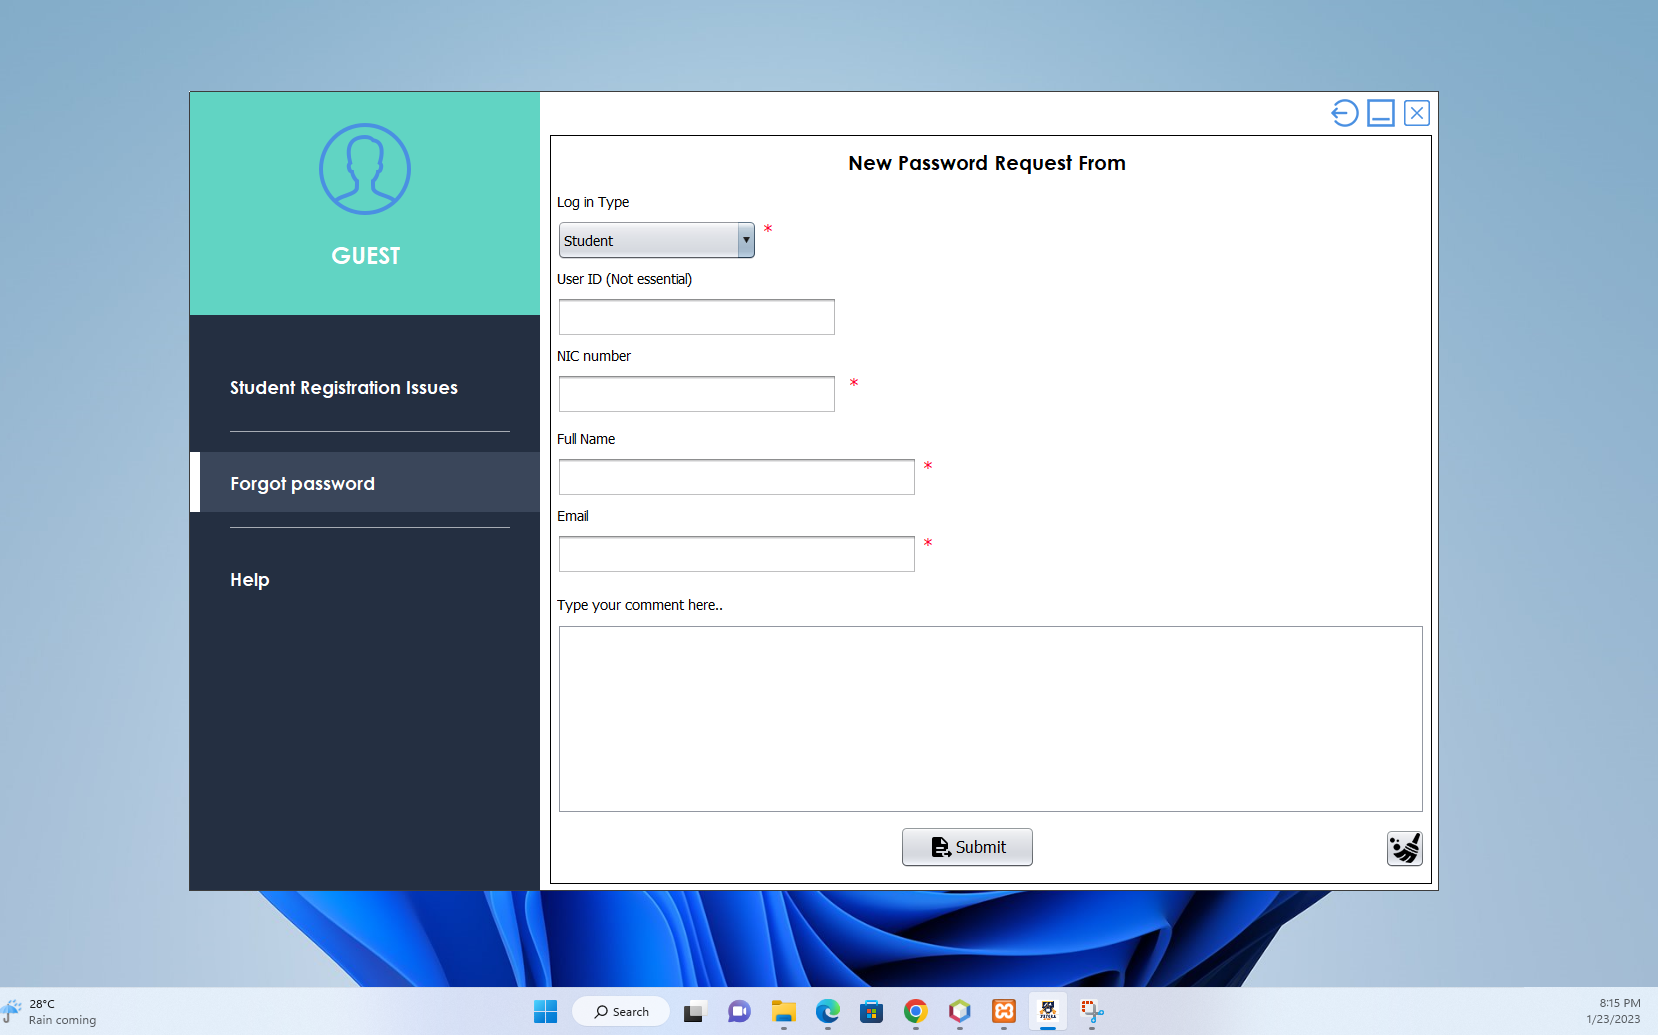 GUEST
Student Registration Issues
Forgot password
Help
New Password Request From
Log in Type
Student
*
User ID (Not essential)
NIC number
*
Full Name
*
Email
*
Type your comment here..
Submit
28°C
Rain coming
Search
8:15 PM
1/23/2023